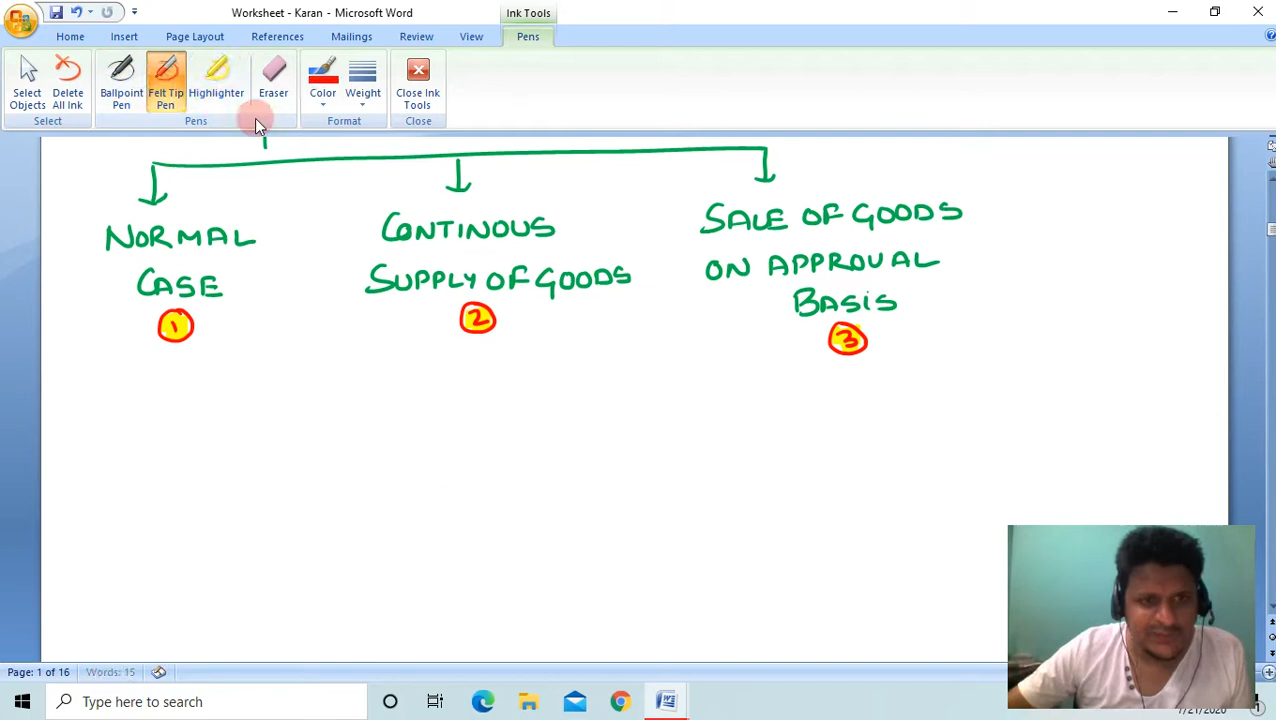 Worksheet - Karan - Microsoft Word
Ink Tools
Home Insert Page Layout References Mailings Review View Pens
Select Objects
Delete All Ink
Ballpoint Pen
Felt Tip Pen
Highlighter
Eraser
Color
Weight
Close Ink Tools
Select
Pens
Format
Close
NORMAL
CASE
1
CONTINOUS
SUPPLY OF GOODS
2
SALE OF GOODS
ON APPROVAL
BASIS
3
Page: 1 of 16 Words: 15
Type here to search